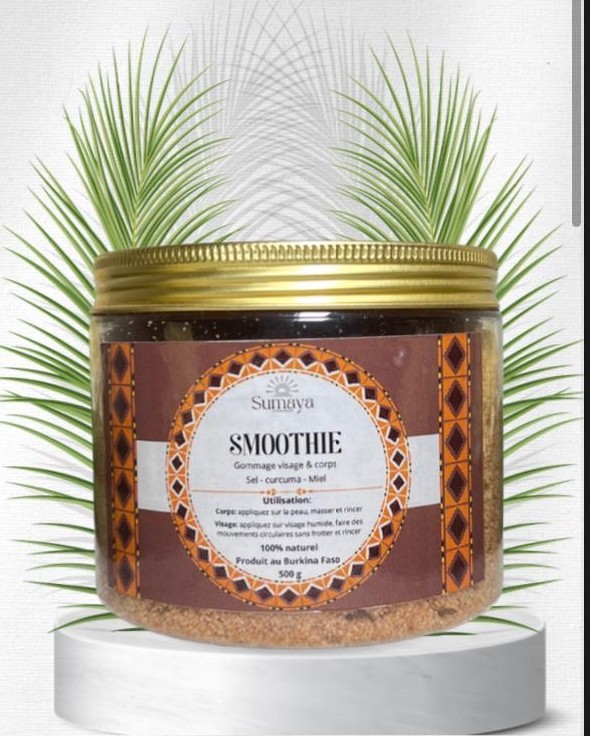 Sumaya
SMOOTHIE
Gommage visage & corps
Sel - curcuma - Miel
Utilisation:
Corps: appliquez sur la peau, masser et rincer
Visage: appliquez sur visage humide, faire des
mouvements circulaires sans frotter et rincer
100% naturel
Produit au Burkina Faso
500 g